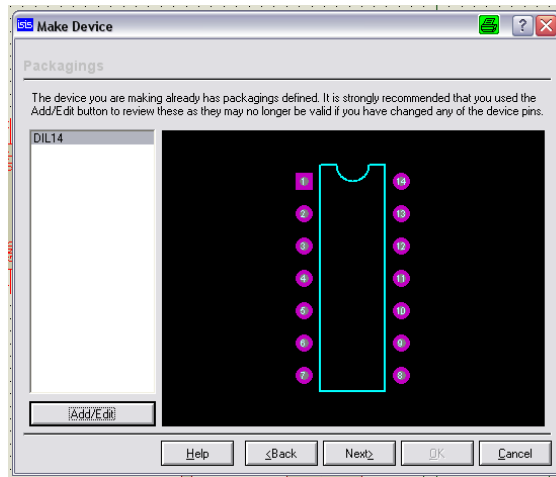 isis Make Device
Packagings
The device you are making already has packagings defined. It is strongly recommended that you used the
Add/Edit button to review these as they may no longer be valid if you have changed any of the device pins.
DIL14
1 14
2 13
3 12
4 11
5 10
6 9
7 8
Add/Edit
Help <Back Next> OK Cancel